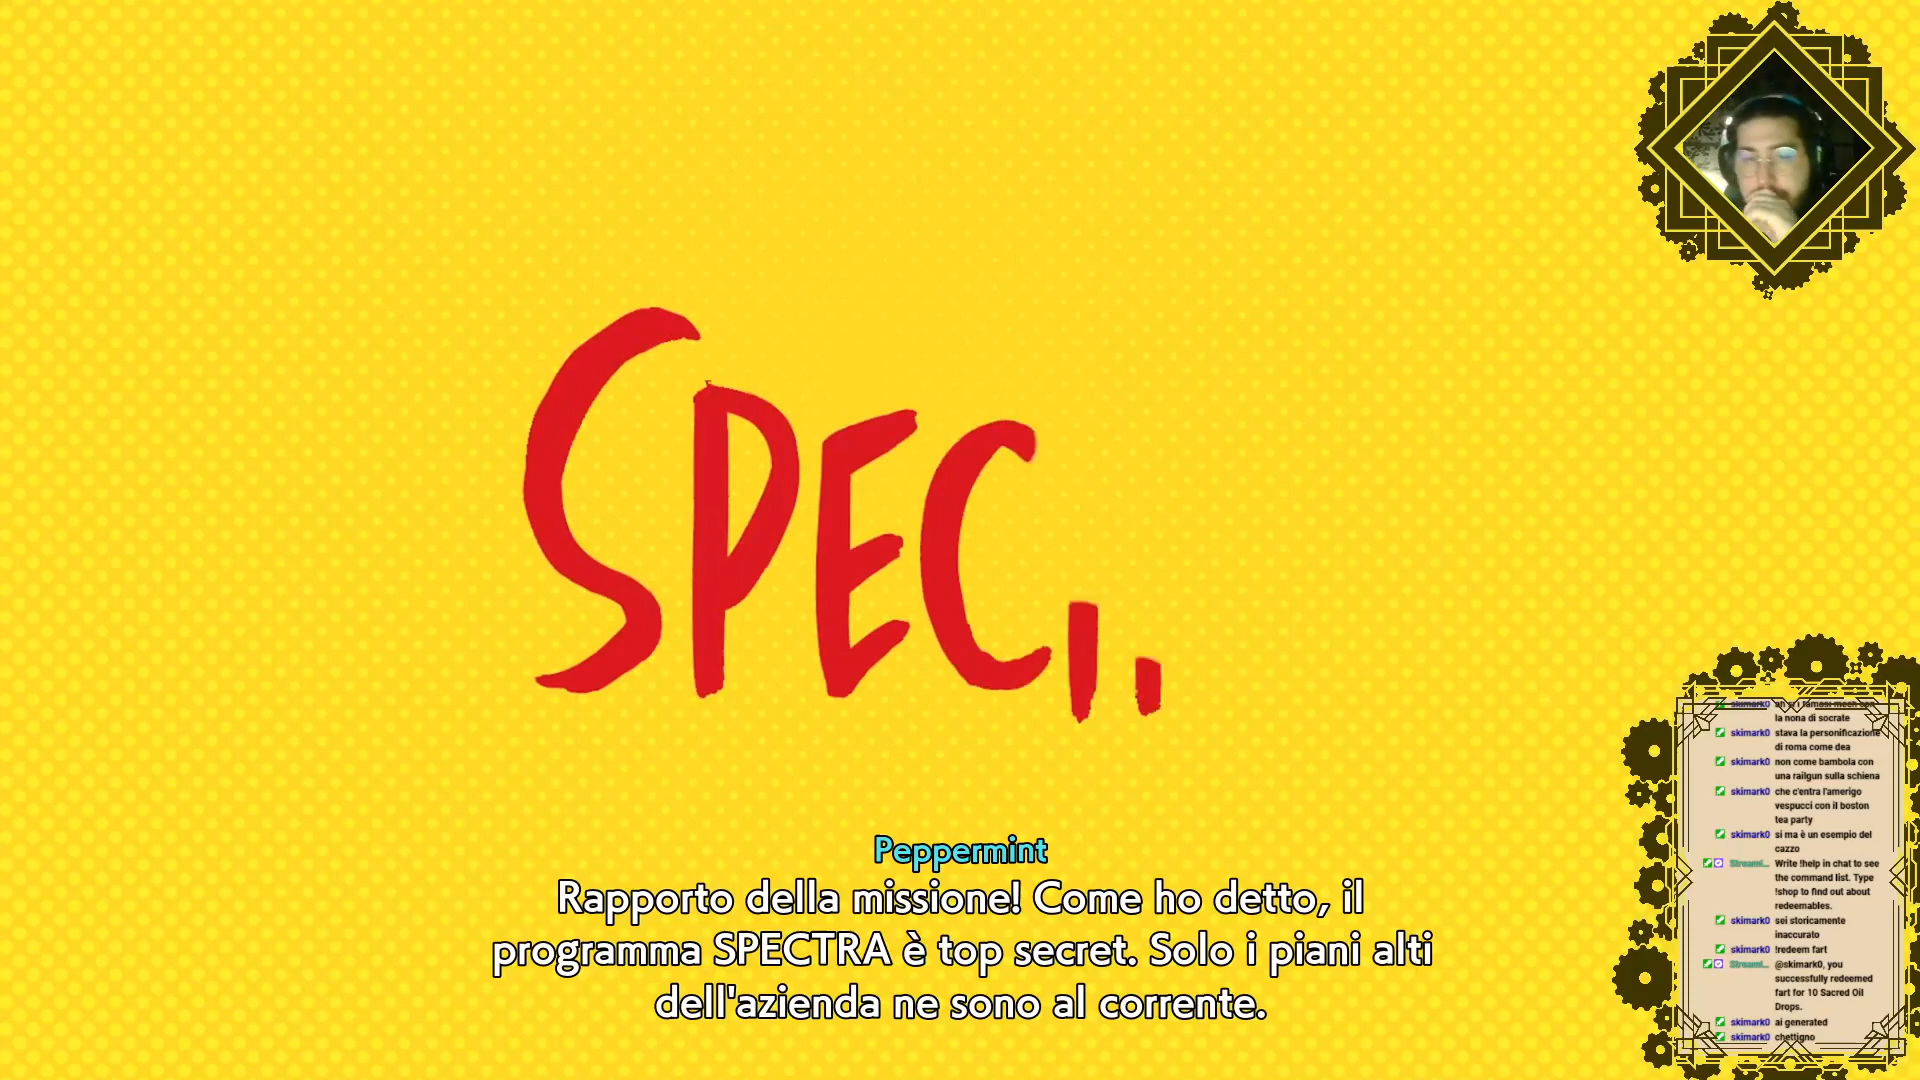 SPEC
Peppermint
Rapporto della missione! Come ho detto, il
programma SPECTRA è top secret. Solo i piani alti
dell'azienda ne sono al corrente.
la nona di socrate
skimark0 stava la personificazione
di roma come dea
skimark0 non come bambola con
una railgun sulla schiena
skimark0 che c'entra l'amerigo
vespucci con il boston
tea party
skimark0 si ma è un esempio del
cazzo
Streaml... Write !help in chat to see
the command list. Type
!shop to find out about
redeemables.
skimark0 sei storicamente
inaccurato
skimark0 !redeem fart
Streaml... @skimark0, you
successfully redeemed
fart for 10 Sacred Oil
Drops.
skimark0 ai generated
skimark0 chettigno